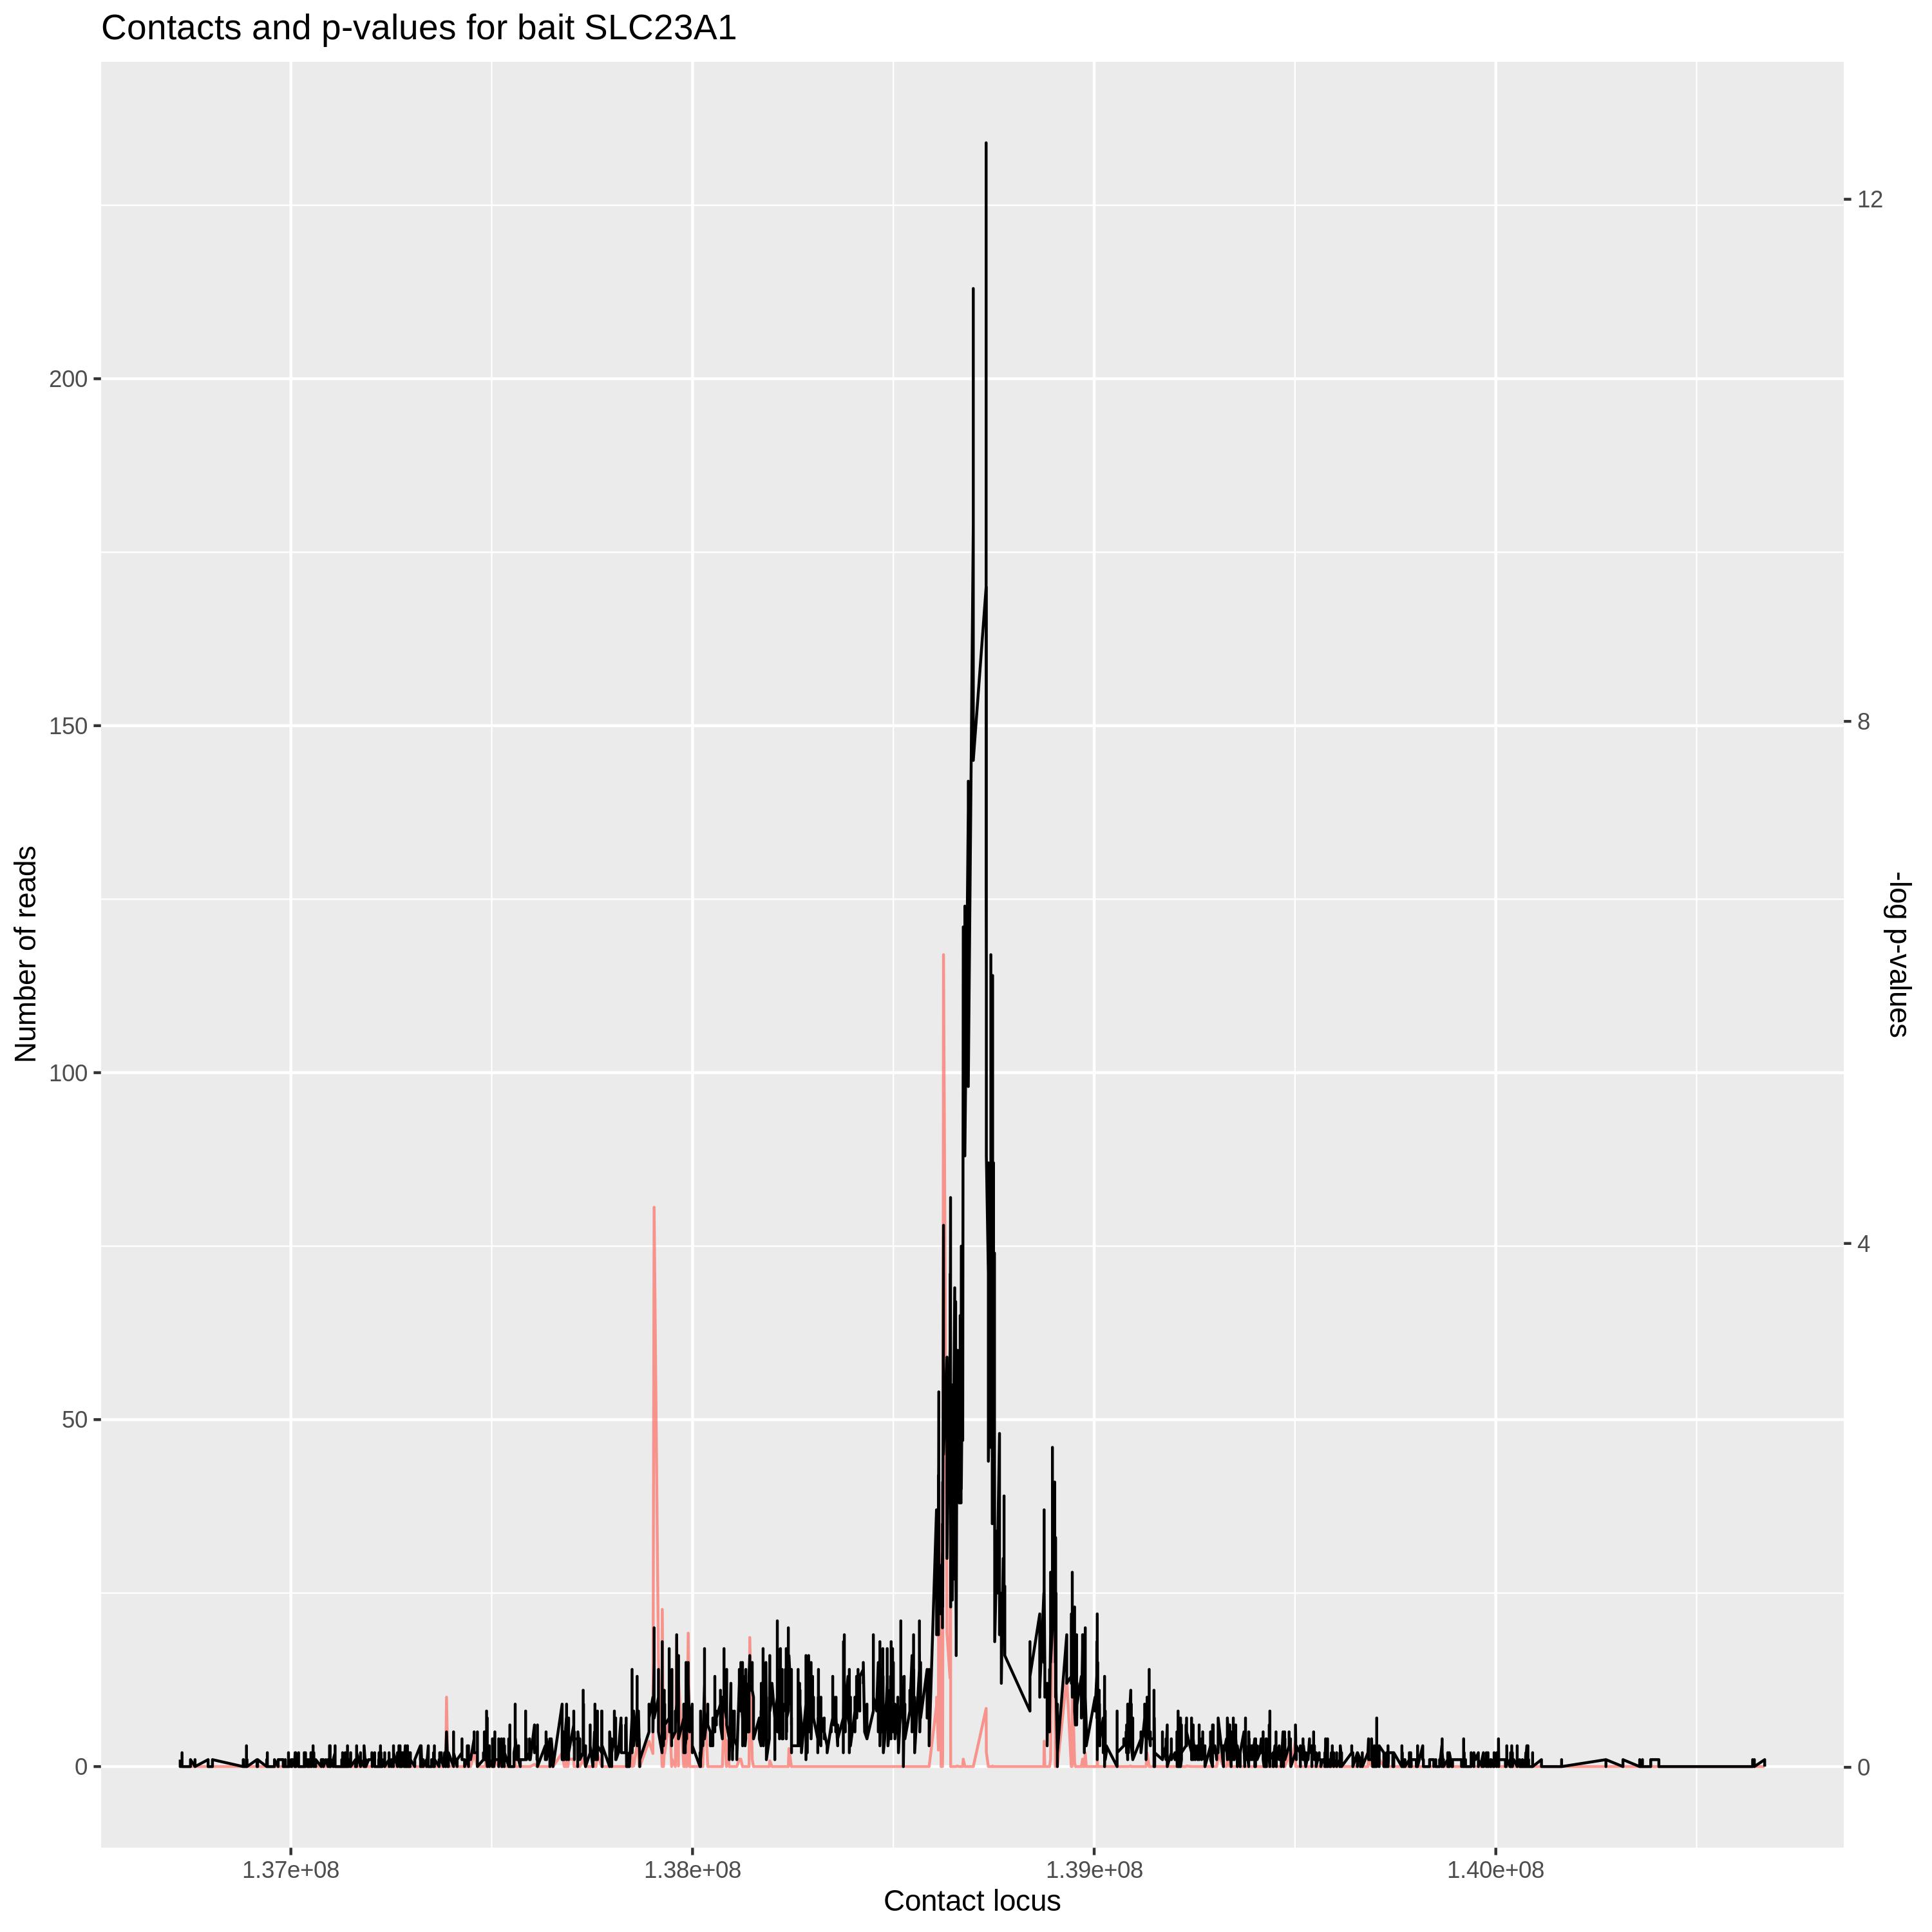 Contacts and p-values for bait SLC23A1
Number of reads
200
150
100
50
0
12
8
4
0
-log p-values
1.37e+08
1.38e+08
1.39e+08
1.40e+08
Contact locus